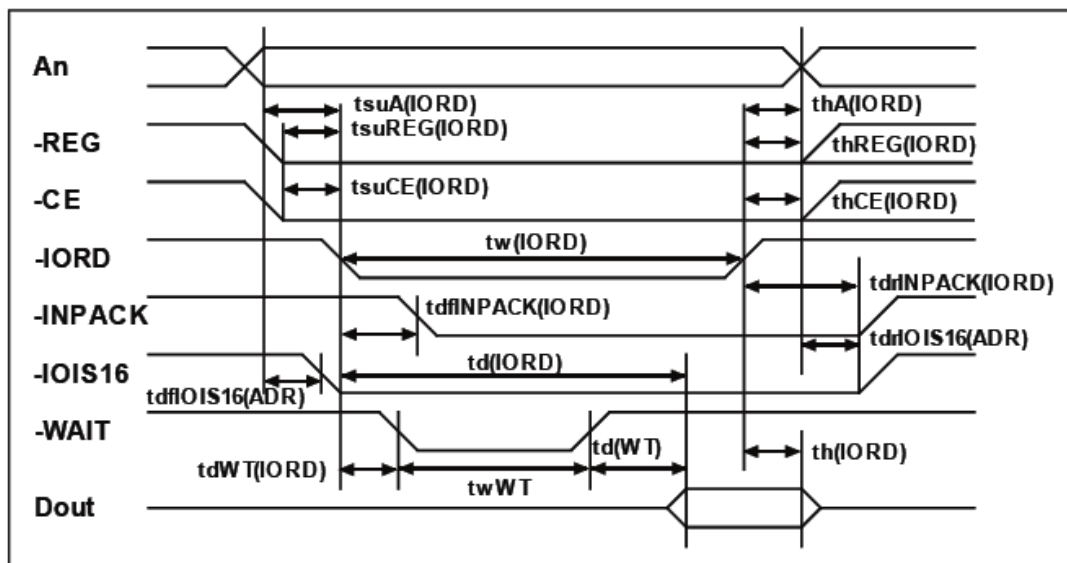 An
tsuA(IORD)
thA(IORD)
tsuREG(IORD)
-REG
thREG(IORD)
tsuCE(IORD)
-CE
thCE(IORD)
tw(IORD)
-IORD
tdrINPACK(IORD)
tdfINPACK(IORD)
-INPACK
tdrIOIS16(ADR)
td(IORD)
-IOIS16
tdfIOIS16(ADR)
-WAIT
td(WT)
th(IORD)
tdWT(IORD)
twWT
Dout